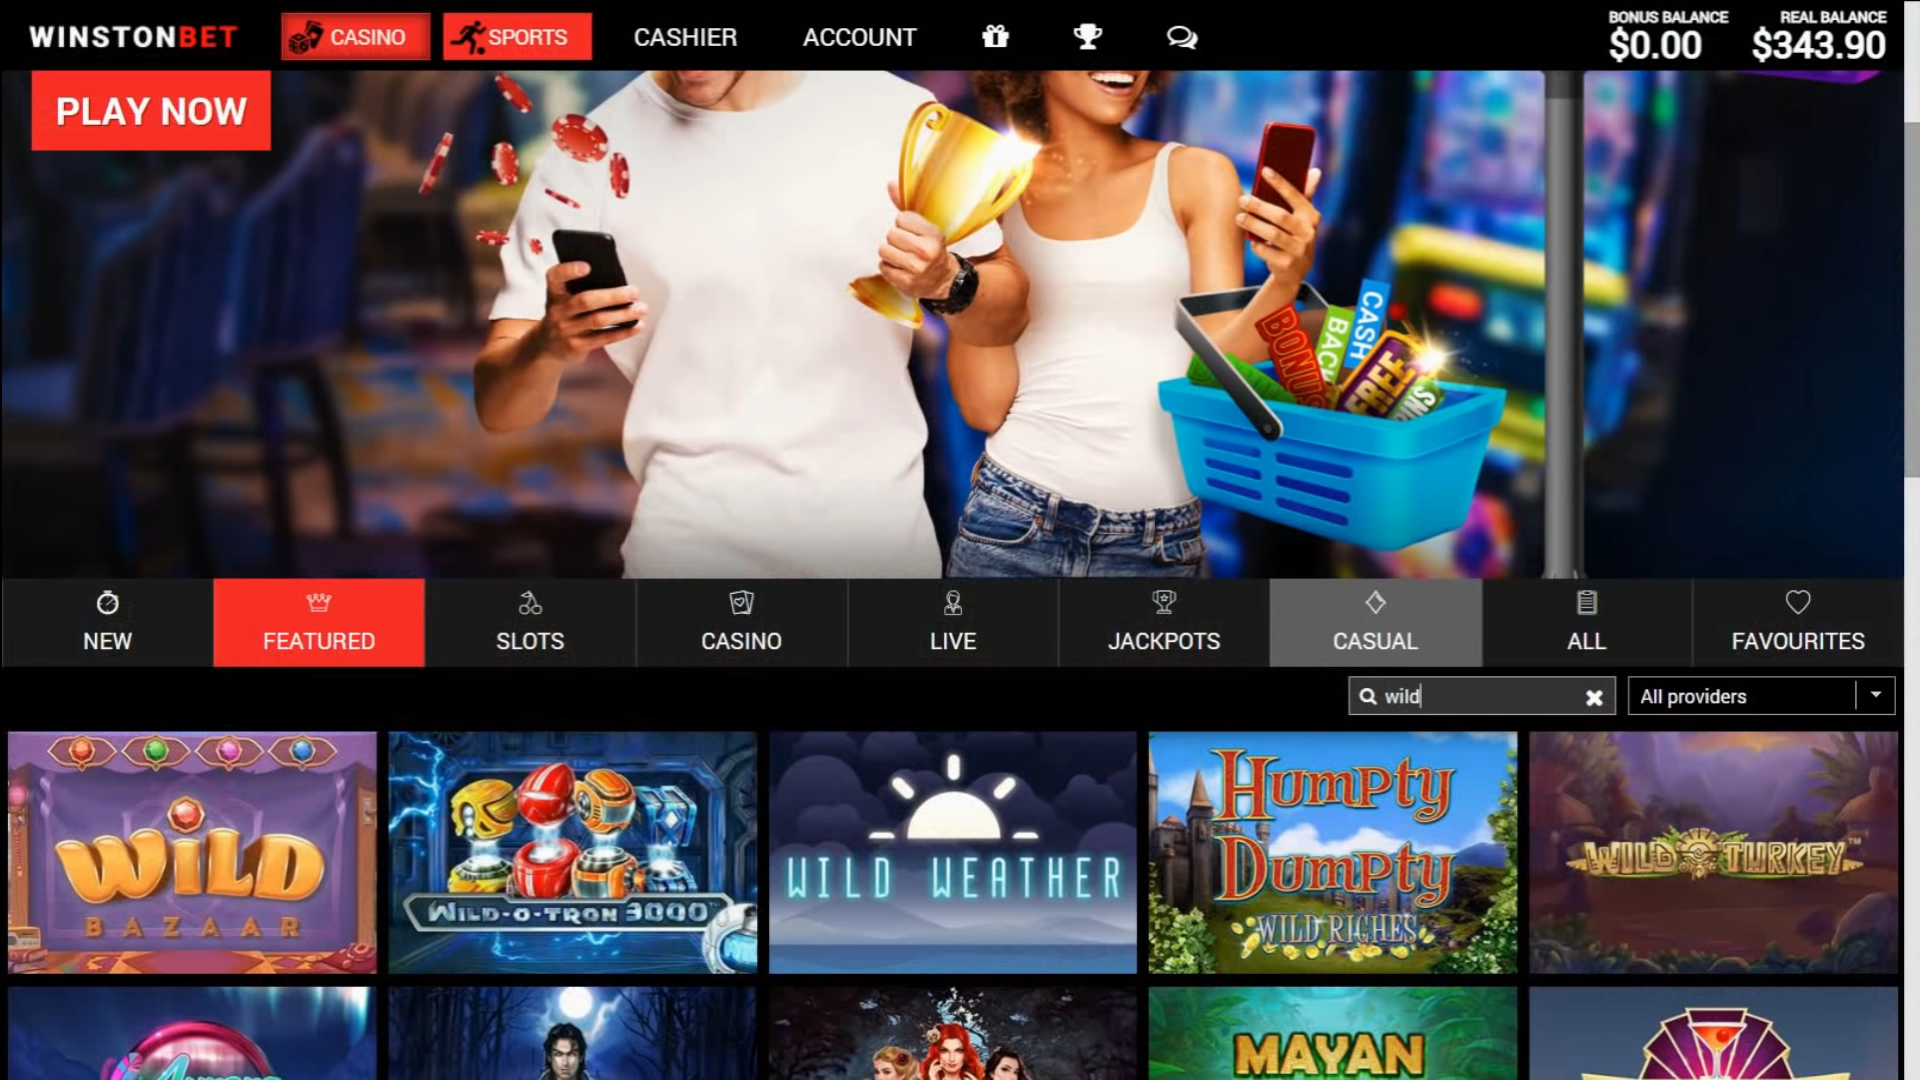 WINSTONBET
CASINO
SPORTS
CASHIER
ACCOUNT
BONUS BALANCE
$0.00
REAL BALANCE
$343.90
PLAY NOW
BONUS
CASH
BACK
FREE
NEW
FEATURED
SLOTS
CASINO
LIVE
JACKPOTS
CASUAL
ALL
FAVOURITES
wild
All providers
WILD
BAZAAR
WILD-O-TRON 3000™
WILD WEATHER
Humpty
Dumpty
WILD RICHES
WILD TURKEY™
MAYAN